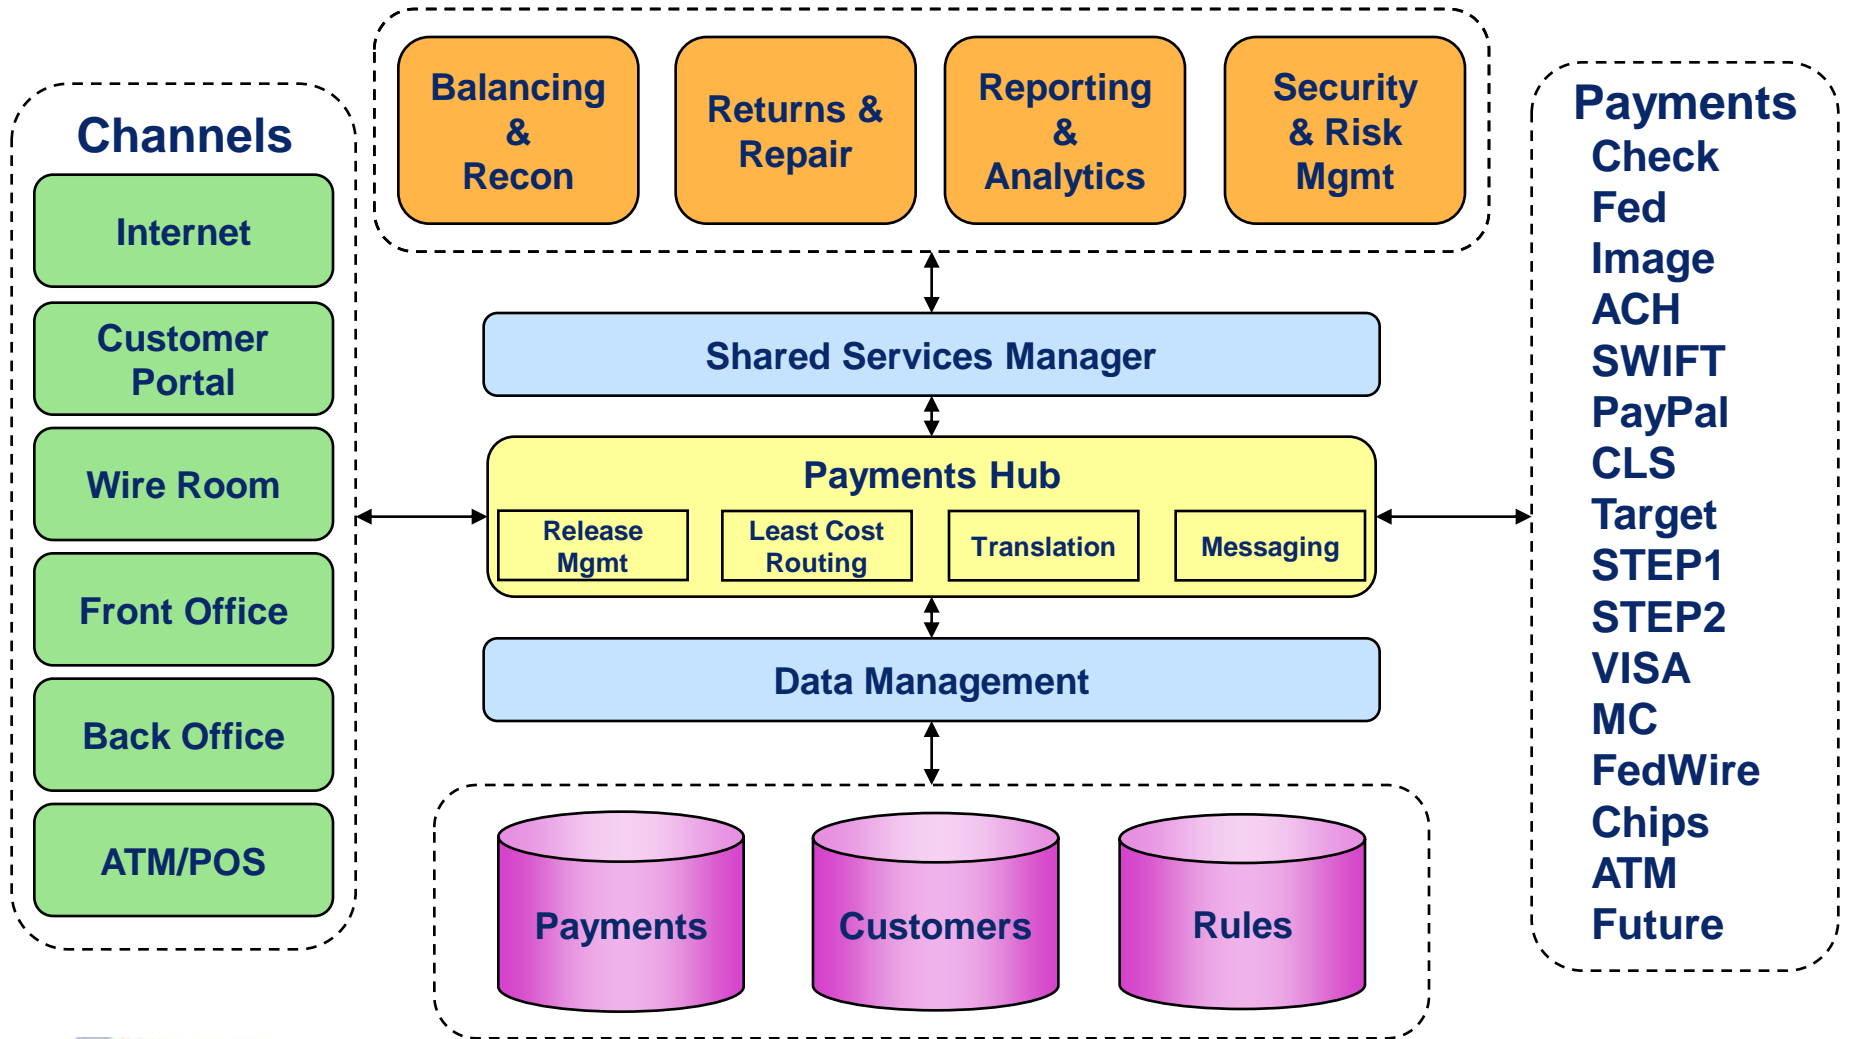 Channels
Internet
Customer
Portal
Wire Room
Front Office
Back Office
ATM/POS
Balancing
&
Recon
Returns &
Repair
Reporting
&
Analytics
Security
& Risk
Mgmt
Shared Services Manager
Payments Hub
Release
Mgmt
Least Cost
Routing
Translation
Messaging
Data Management
Payments
Customers
Rules
Payments
Check
Fed
Image
ACH
SWIFT
PayPal
CLS
Target
STEP1
STEP2
VISA
MC
FedWire
Chips
ATM
Future